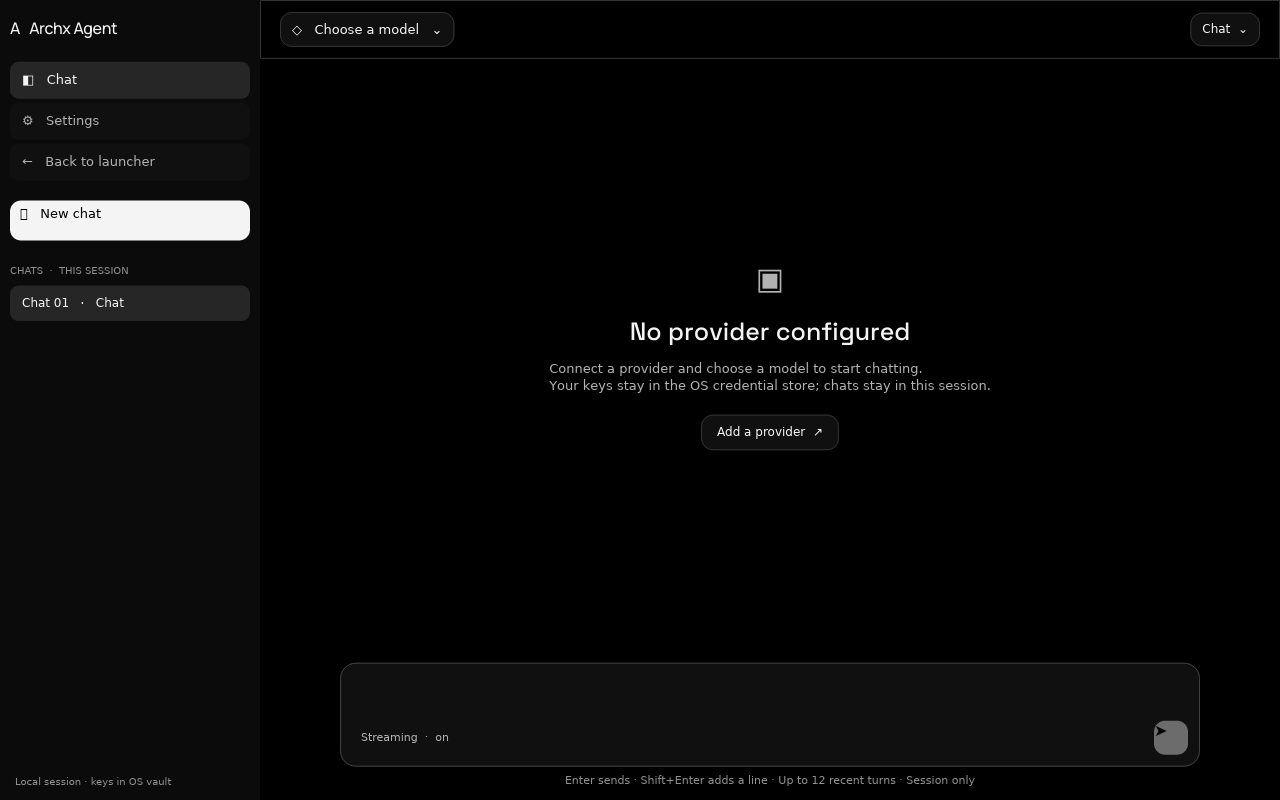 A Archx Agent
Chat
Settings
← Back to launcher
New chat
CHATS · THIS SESSION
Chat 01 · Chat
Local session · keys in OS vault
Choose a model
Chat
No provider configured
Connect a provider and choose a model to start chatting.
Your keys stay in the OS credential store; chats stay in this session.
Add a provider ↗
Streaming · on
Enter sends · Shift+Enter adds a line · Up to 12 recent turns · Session only